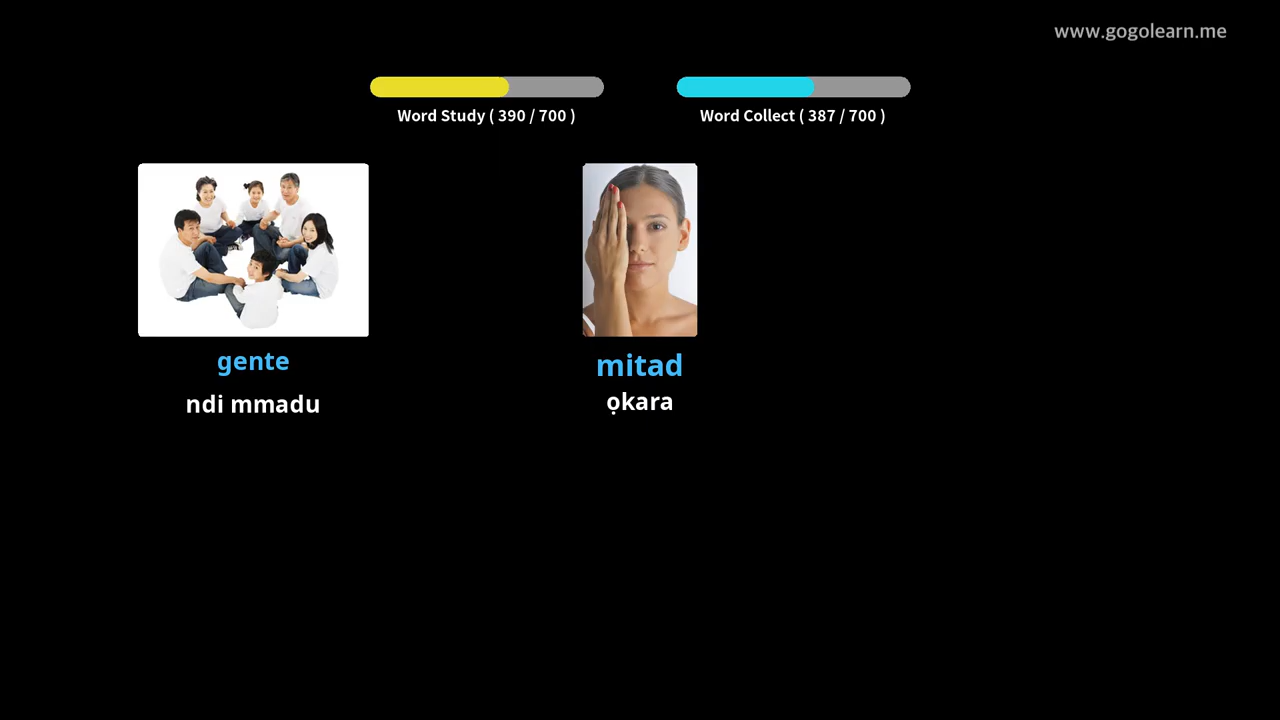 www.gogolearn.me
Word Study ( 390 / 700 )
Word Collect ( 387 / 700 )
gente
ndi mmadu
mitad
ọkara